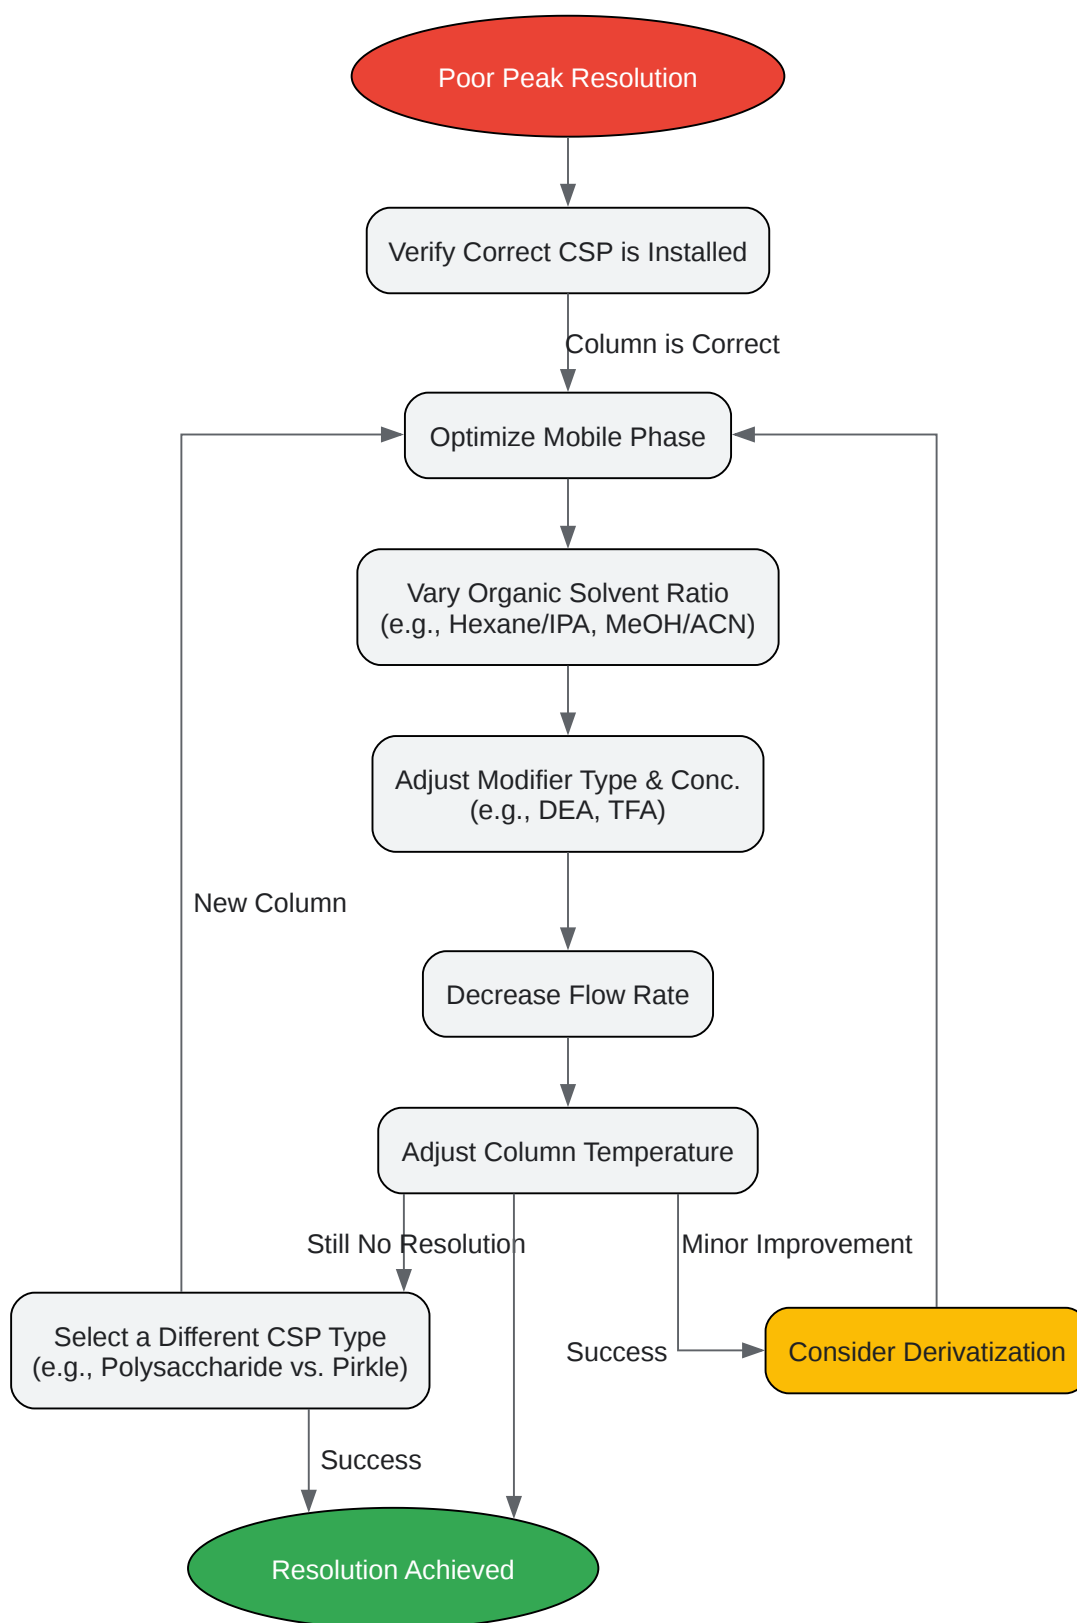 Poor Peak Resolution
Verify Correct CSP is Installed
Column is Correct
Optimize Mobile Phase
Vary Organic Solvent Ratio
(e.g., Hexane/IPA, MeOH/ACN)
Adjust Modifier Type & Conc.
(e.g., DEA, TFA)
New Column
Decrease Flow Rate
Adjust Column Temperature
Still No Resolution
Minor Improvement
Select a Different CSP Type
(e.g., Polysaccharide vs. Pirkle)
Success
Consider Derivatization
Success
Resolution Achieved